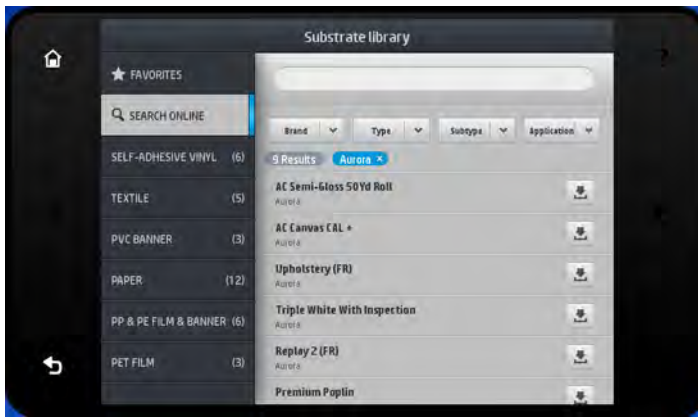 Substrate library
FAVORITES
SEARCH ONLINE
SELF-ADHESIVE VINYL (6)
TEXTILE (5)
PVC BANNER (3)
PAPER (12)
PP & PE FILM & BANNER (6)
PET FILM (3)
Brand Type Subtype Application
9 Results Aurora ×
AC Semi-Gloss 50Yd Roll
Aurora
AC Canvas CAL +
Aurora
Upholstery (FR)
Aurora
Triple White With Inspection
Aurora
Replay 2 (FR)
Aurora
Premium Poplin
?